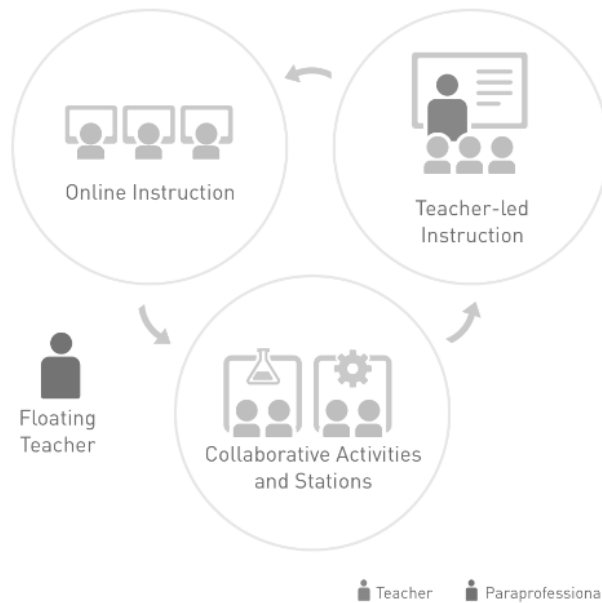 Online Instruction
Teacher-led
Instruction
Floating
Teacher
Collaborative Activities
and Stations
Teacher
Paraprofessiona